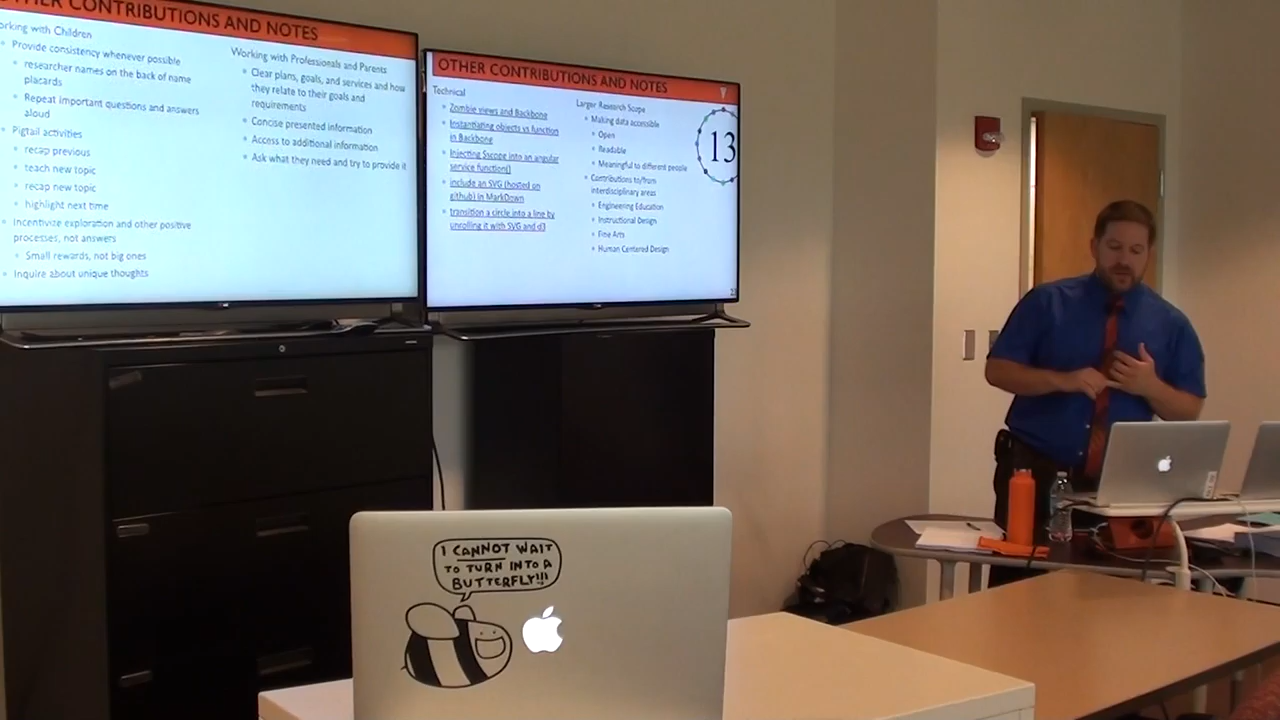 OTHER CONTRIBUTIONS AND NOTES
Working with Children
Provide consistency whenever possible
researcher names on the back of name
placards
Repeat important questions and answers
aloud
Pigtail activities
recap previous
teach new topic
recap new topic
highlight next time
Incentivize exploration and other positive
processes, not answers
Small rewards, not big ones
Inquire about unique thoughts
Working with Professionals and Parents
Clear plans, goals, and services and how
they relate to their goals and
requirements
Concise presented information
Access to additional information
Ask what they need and try to provide it
OTHER CONTRIBUTIONS AND NOTES
Technical
Zombie views and Backbone
Instantiating objects vs function
in Backbone
Injecting $scope into an angular
service function()
include an SVG (hosted on
github) in MarkDown
transition a circle into a line by
unrolling it with SVG and d3
Larger Research Scope
Making data accessible
Open
Readable
Meaningful to different people
Contributions to/from
interdisciplinary areas
Engineering Education
Instructional Design
Fine Arts
Human Centered Design
13
I CANNOT WAIT
TO TURN INTO A
BUTTERFLY!!!